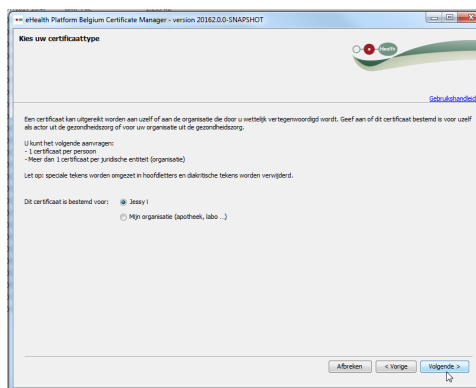 eHealth Platform Belgium Certificate Manager - version 20162.0.0-SNAPSHOT
Kies uw certificaattype
eHealth
Gebruikshandleid
Een certificaat kan uitgereikt worden aan uzelf of aan de organisatie die door u wettelijk vertegenwoordigd wordt. Geef aan of dit certificaat bestemd is voor uzelf
als actor uit de gezondheidszorg of voor uw organisatie uit de gezondheidszorg.
U kunt het volgende aanvragen:
- 1 certificaat per persoon
- Meer dan 1 certificaat per juridische entiteit (organisatie)
Let op: speciale tekens worden omgezet in hoofdletters en diakritische tekens worden verwijderd.
Dit certificaat is bestemd voor:
Jessy
Mijn organisatie (apotheek, labo ...)
Afbreken
< Vorige
Volgende >